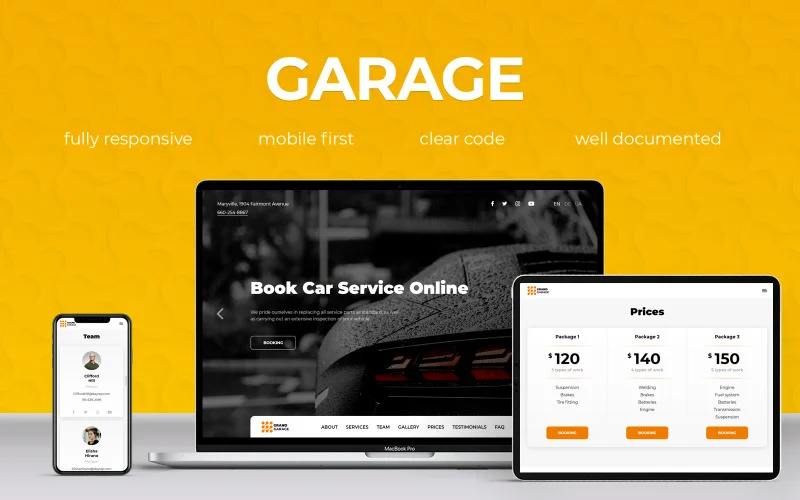 GARAGE
fully responsive
mobile first
clear code
well documented
Maryville, 1904 Fairmont Avenue
660-254-8867
EN DE UA
Book Car Service Online
We pride ourselves in replacing all service parts as standard, as well
as carrying out an extensive inspection of your vehicle.
BOOKING
GRAND
GARAGE
ABOUT SERVICES TEAM GALLERY PRICES TESTIMONIALS FAQ
MacBook Pro
GRAND
GARAGE
Team
Clifford
Hill
Elisha
Hirano
GRAND
GARAGE
Prices
Package 1
$120
5 types of work
Suspension
Brakes
Tire fitting
BOOKING
Package 2
$140
4 types of work
Welding
Brakes
Batteries
Engine
BOOKING
Package 3
$150
5 types of work
Engine
Fuel system
Batteries
Transmission
Suspension
BOOKING